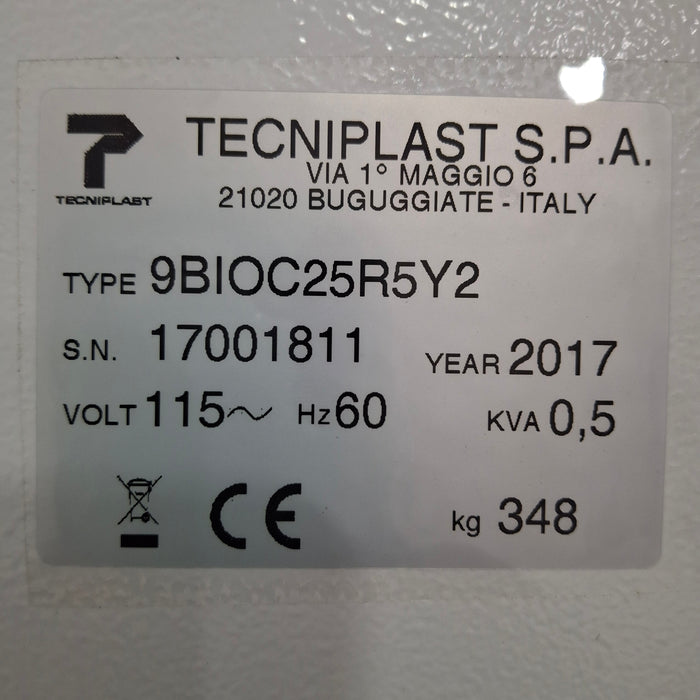 TECNIPLAST
TECNIPLAST S.P.A.
VIA 1° MAGGIO 6
21020 BUGUGGIATE - ITALY
TYPE 9BIOC25R5Y2
S.N. 17001811
YEAR 2017
VOLT 115~ Hz 60
KVA 0,5
CE
kg 348